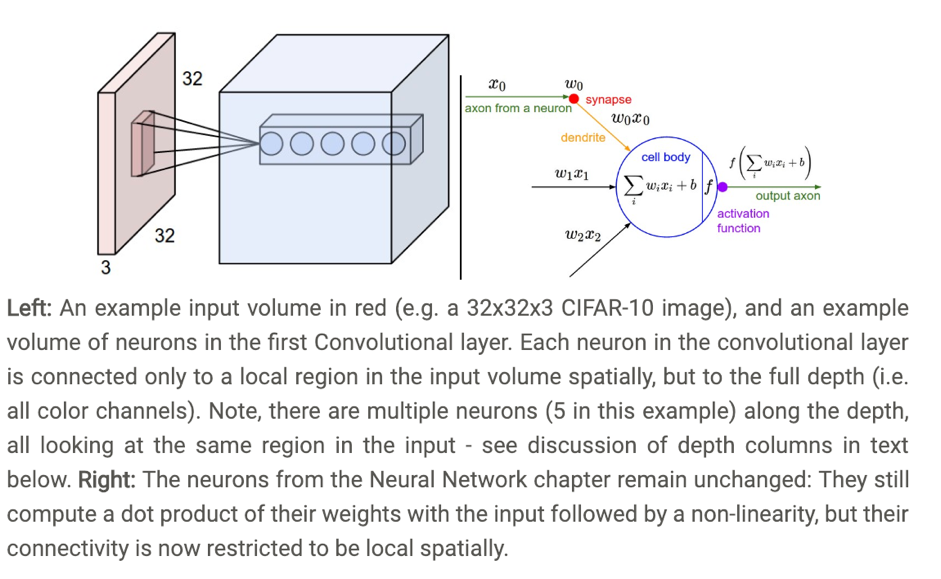 32
32
3
x₀
w₀
synapse
axon from a neuron
w₀x₀
dendrite
cell body
f(∑ᵢ wᵢxᵢ + b)
w₁x₁
∑ᵢ wᵢxᵢ + b
f
output axon
activation
function
w₂x₂
Left: An example input volume in red (e.g. a 32x32x3 CIFAR-10 image), and an example
volume of neurons in the first Convolutional layer. Each neuron in the convolutional layer
is connected only to a local region in the input volume spatially, but to the full depth (i.e.
all color channels). Note, there are multiple neurons (5 in this example) along the depth,
all looking at the same region in the input - see discussion of depth columns in text
below. Right: The neurons from the Neural Network chapter remain unchanged: They still
compute a dot product of their weights with the input followed by a non-linearity, but their
connectivity is now restricted to be local spatially.